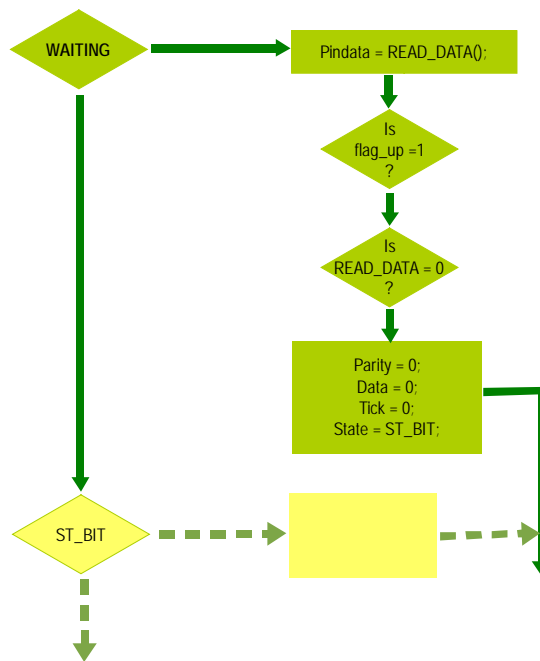 WAITING
Pindata = READ_DATA();
Is
flag_up =1
?
Is
READ_DATA = 0
?
Parity = 0;
Data = 0;
Tick = 0;
State = ST_BIT;
ST_BIT